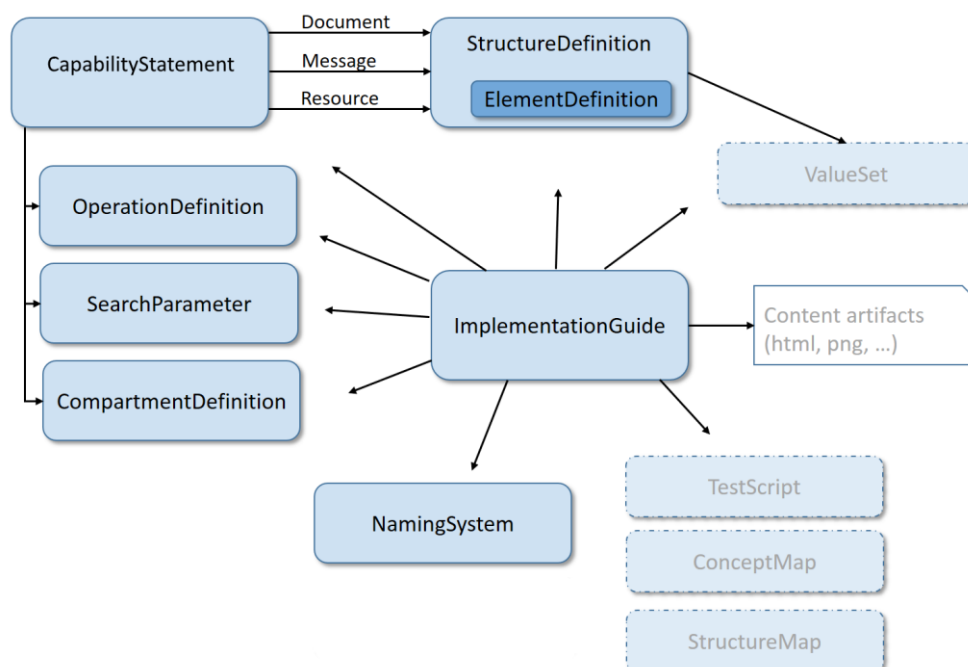 Document
CapabilityStatement
StructureDefinition
Message
Resource
ElementDefinition
ValueSet
OperationDefinition
SearchParameter
ImplementationGuide
Content artifacts
(html, png, ...)
CompartmentDefinition
NamingSystem
TestScript
ConceptMap
StructureMap